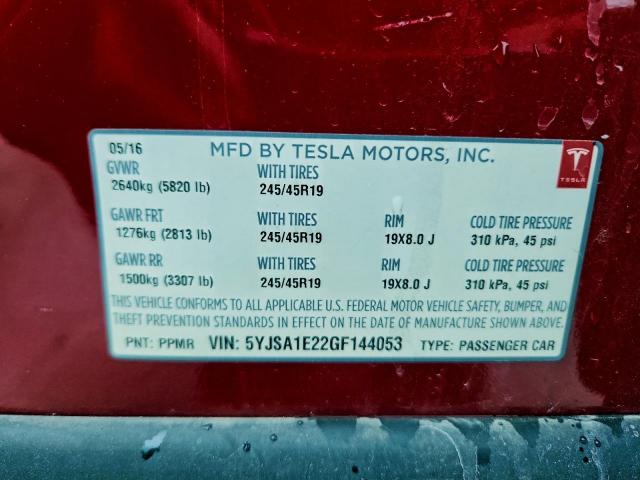 05/16 MFD BY TESLA MOTORS, INC.
GVWR WITH TIRES
2640kg (5820 lb) 245/45R19
TESLA
GAWR FRT WITH TIRES RIM COLD TIRE PRESSURE
1276kg (2813 lb) 245/45R19 19X8.0 J 310 kPa, 45 psi
GAWR RR WITH TIRES RIM COLD TIRE PRESSURE
1500kg (3307 lb) 245/45R19 19X8.0 J 310 kPa, 45 psi
THIS VEHICLE CONFORMS TO ALL APPLICABLE U.S. FEDERAL MOTOR VEHICLE SAFETY, BUMPER, AND
THEFT PREVENTION STANDARDS IN EFFECT ON THE DATE OF MANUFACTURE SHOWN ABOVE.
PNT: PPMR VIN: 5YJSA1E22GF144053 TYPE: PASSENGER CAR